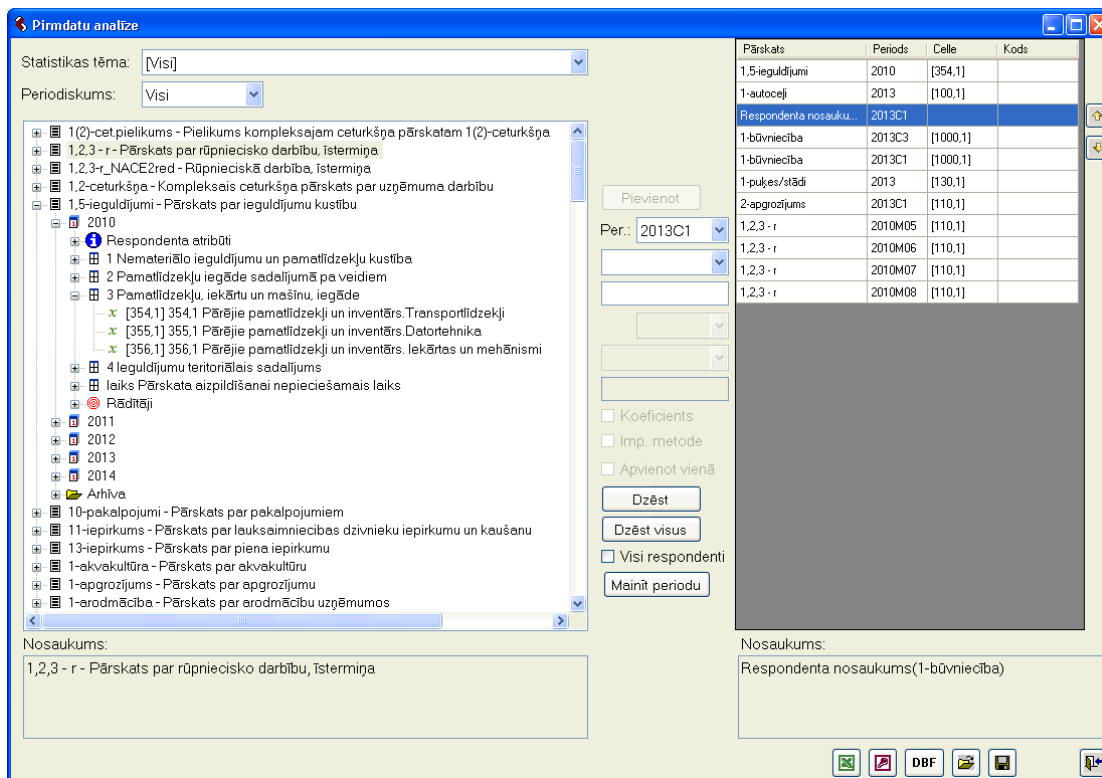 Pirmdatu analīze
Statistikas tēma: [Visi]
Periodiskums: Visi
1(2)-cet.pielikums - Pielikums kompleksajam ceturkšņa pārskatam 1(2)-ceturkšņa
1,2,3 - r - Pārskats par rūpniecisko darbību, īstermiņa
1,2,3-r_NACE2red - Rūpnieciskā darbība, īstermiņa
1,2-ceturkšņa - Kompleksais ceturkšņa pārskats par uzņēmuma darbību
1,5-ieguldījumi - Pārskats par ieguldījumu kustību
2010
Respondenta atribūti
1 Nemateriālo ieguldījumu un pamatlīdzekļu kustība
2 Pamatlīdzekļu iegāde sadalījumā pa veidiem
3 Pamatlīdzekļu, iekārtu un mašīnu, iegāde
x [354,1] 354,1 Pārējie pamatlīdzekļi un inventārs.Transportlīdzekļi
x [355,1] 355,1 Pārējie pamatlīdzekļi un inventārs.Datortehnika
x [356,1] 356,1 Pārējie pamatlīdzekļi un inventārs. Iekārtas un mehānismi
4 Ieguldījumu teritoriālais sadalījums
laiks Pārskata aizpildīšanai nepieciešamais laiks
Rādītāji
2011
2012
2013
2014
Arhīva
10-pakalpojumi - Pārskats par pakalpojumiem
11-iepirkums - Pārskats par lauksaimniecības dzīvnieku iepirkumu un kaušanu
13-iepirkums - Pārskats par piena iepirkumu
1-akvakultūra - Pārskats par akvakultūru
1-apgrozījums - Pārskats par apgrozījumu
1-arodmācība - Pārskats par arodmācību uzņēmumos
Nosaukums:
1,2,3 - r - Pārskats par rūpniecisko darbību, īstermiņa
Pievienot
Per.: 2013C1
Koeficients
Imp. metode
Apvienot vienā
Dzēst
Dzēst visus
Visi respondenti
Mainīt periodu
Pārskats Periods Celle Kods
1,5-ieguldījumi 2010 [354,1]
1-autoceļi 2013 [100,1]
Respondenta nosauku... 2013C1
1-būvniecība 2013C3 [1000,1]
1-būvniecība 2013C1 [1000,1]
1-puķes/stādi 2013 [130,1]
2-apgrozījums 2013C1 [110,1]
1,2,3 - r 2010M05 [110,1]
1,2,3 - r 2010M06 [110,1]
1,2,3 - r 2010M07 [110,1]
1,2,3 - r 2010M08 [110,1]
Nosaukums:
Respondenta nosaukums(1-būvniecība)
DBF